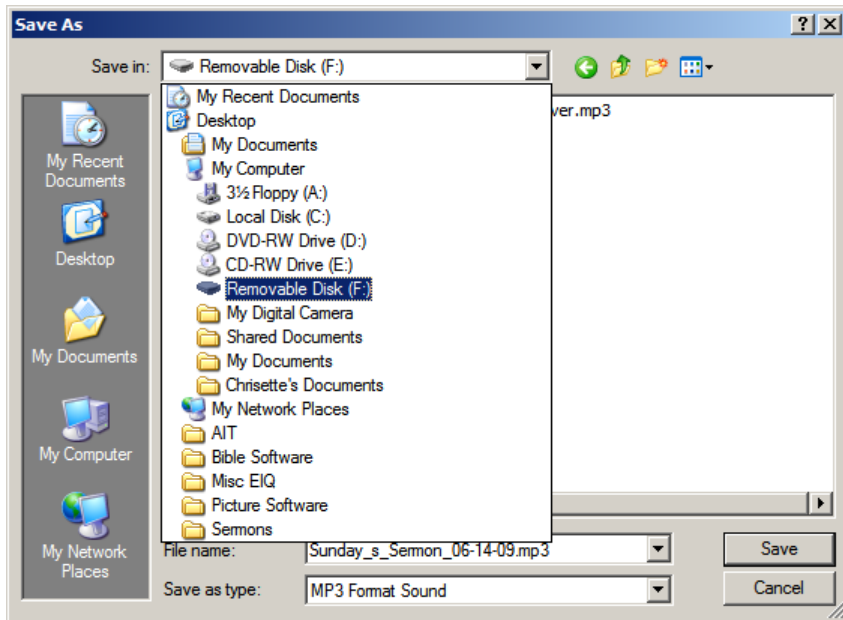 Save As
Save in:
Removable Disk (F:)
My Recent Documents
Desktop
My Documents
My Computer
3½ Floppy (A:)
Local Disk (C:)
DVD-RW Drive (D:)
CD-RW Drive (E:)
Removable Disk (F:)
My Digital Camera
Shared Documents
My Documents
Chrisette's Documents
My Network Places
AIT
Bible Software
Misc EIQ
Picture Software
Sermons
ver.mp3
My Recent
Documents
Desktop
My Documents
My Computer
My Network
Places
File name:
Sunday_s_Sermon_06-14-09.mp3
Save
Save as type:
MP3 Format Sound
Cancel